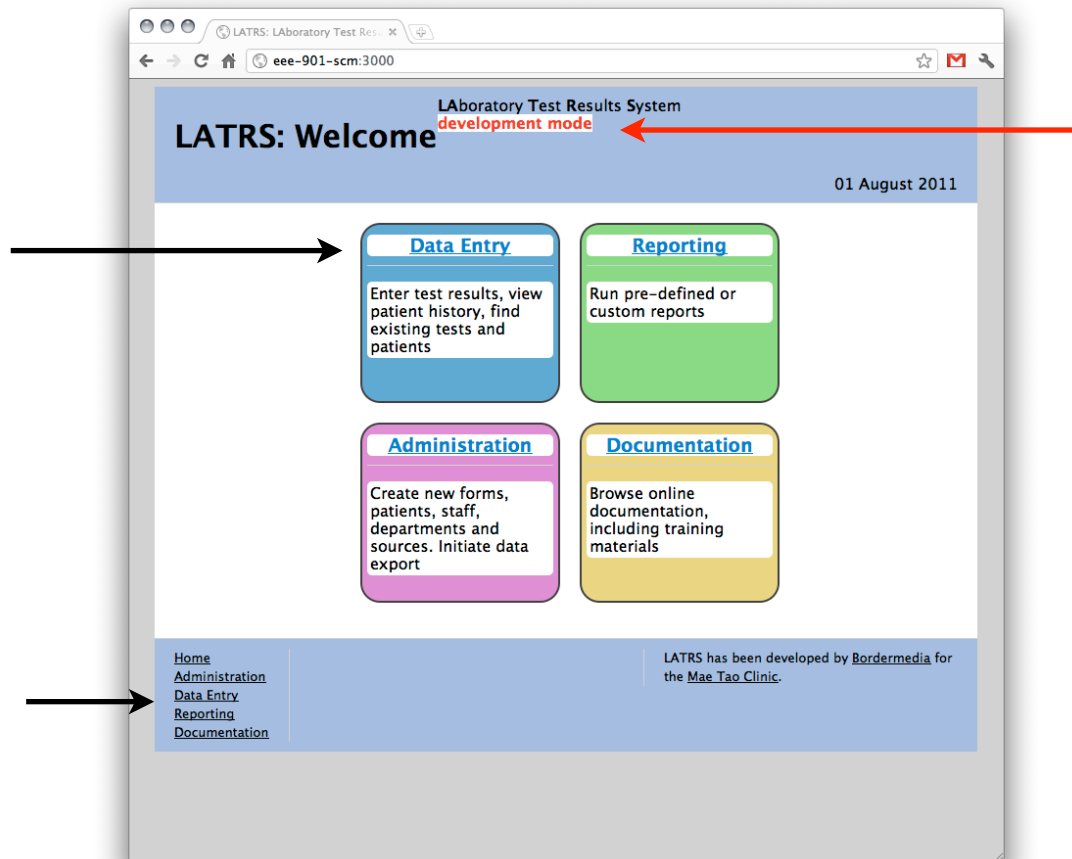 LATRS: LAboratory Test Res
eee-901-scm:3000
LAboratory Test Results System
development mode
LATRS: Welcome
01 August 2011
Data Entry
Enter test results, view
patient history, find
existing tests and
patients
Reporting
Run pre-defined or
custom reports
Administration
Create new forms,
patients, staff,
departments and
sources. Initiate data
export
Documentation
Browse online
documentation,
including training
materials
Home
Administration
Data Entry
Reporting
Documentation
LATRS has been developed by Bordermedia for
the Mae Tao Clinic.